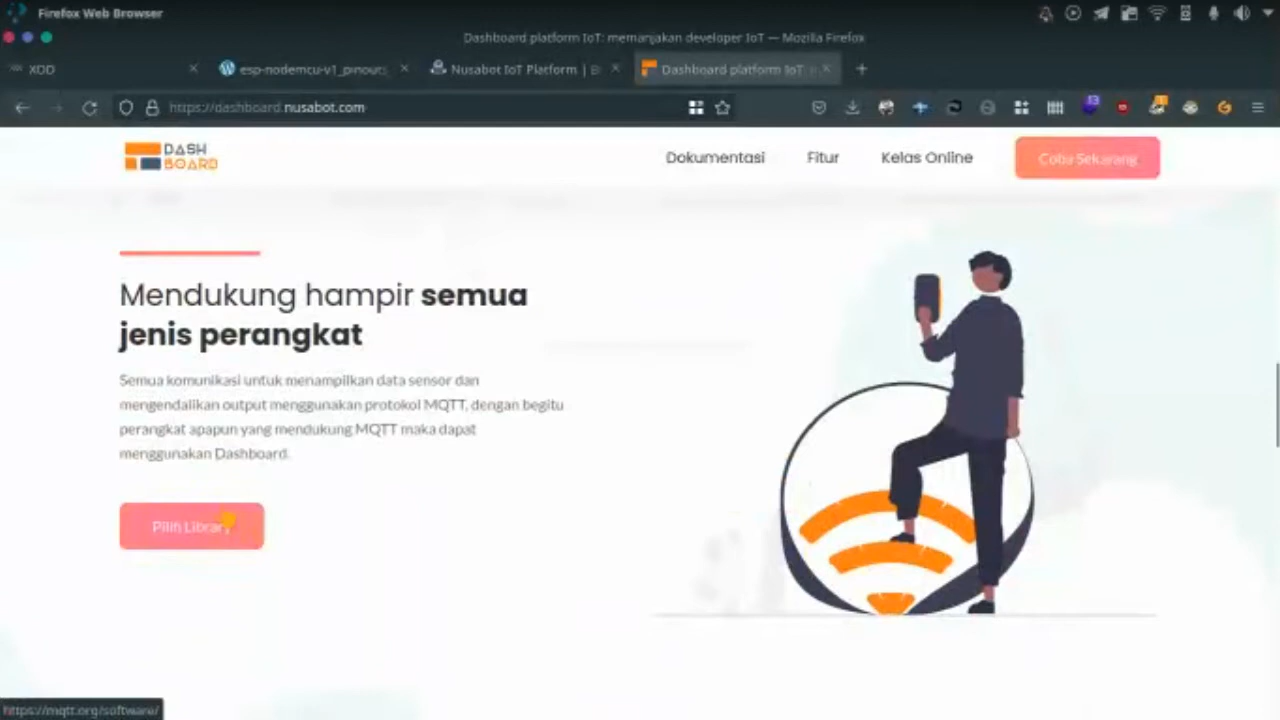 Firefox Web Browser
Dashboard platform IoT: memanjakan developer IoT — Mozilla Firefox
XOD
esp-nodemcu-v1_pinouts
Nusabot IoT Platform |
Dashboard platform IoT:
https://dashboard.nusabot.com
DASH
BOARD
Dokumentasi
Fitur
Kelas Online
Coba Sekarang
Mendukung hampir semua
jenis perangkat
Semua komunikasi untuk menampilkan data sensor dan
mengendalikan output menggunakan protokol MQTT, dengan begitu
perangkat apapun yang mendukung MQTT maka dapat
menggunakan Dashboard.
Pilih Library
https://mqtt.org/software/